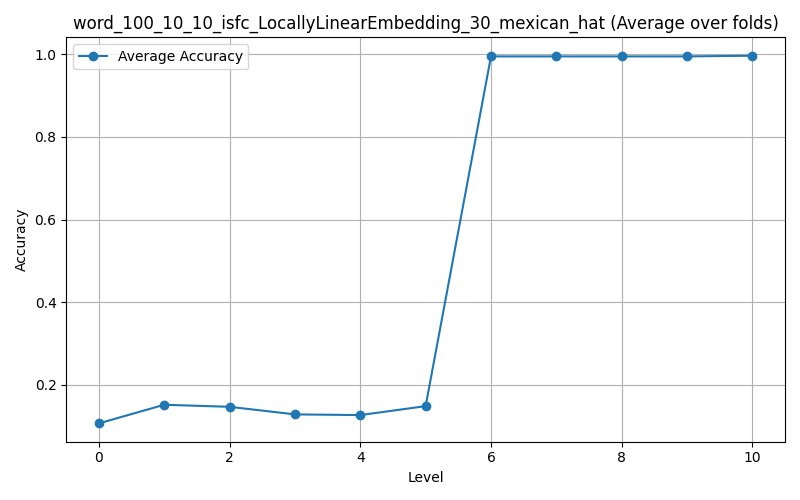 word_100_10_10_isfc_LocallyLinearEmbedding_30_mexican_hat (Average over folds)
Average Accuracy
1.0
0.8
0.6
0.4
0.2
Accuracy
0 2 4 6 8 10
Level